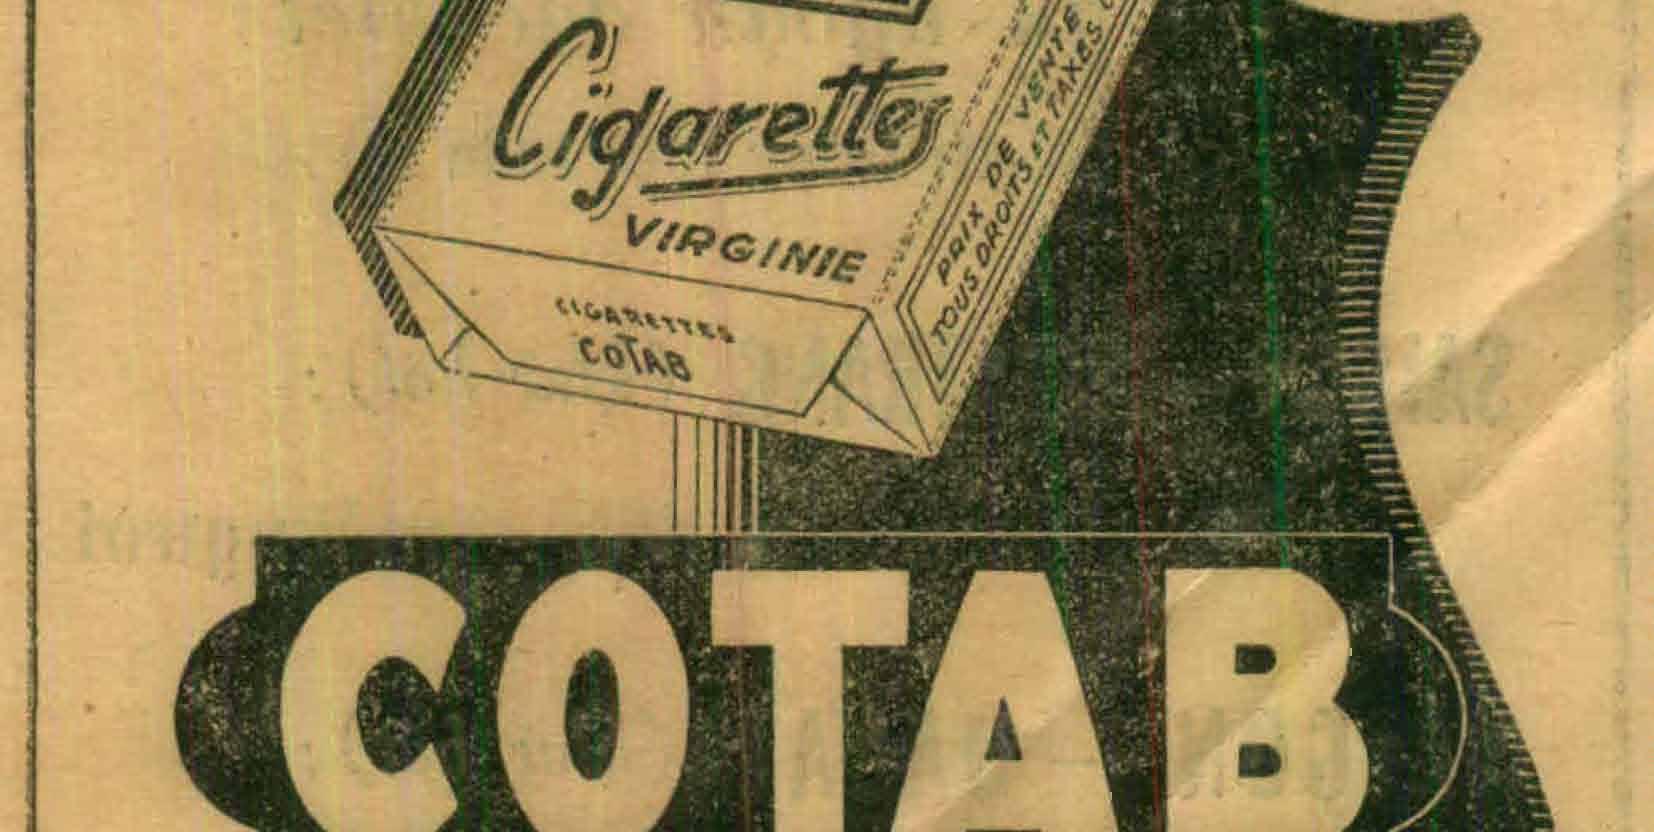 Cigarettes
VIRGINIE
CIGARETTES
COTAB
PRIX DE VENTE
TOUS DROITS ET TAXES
COTAB